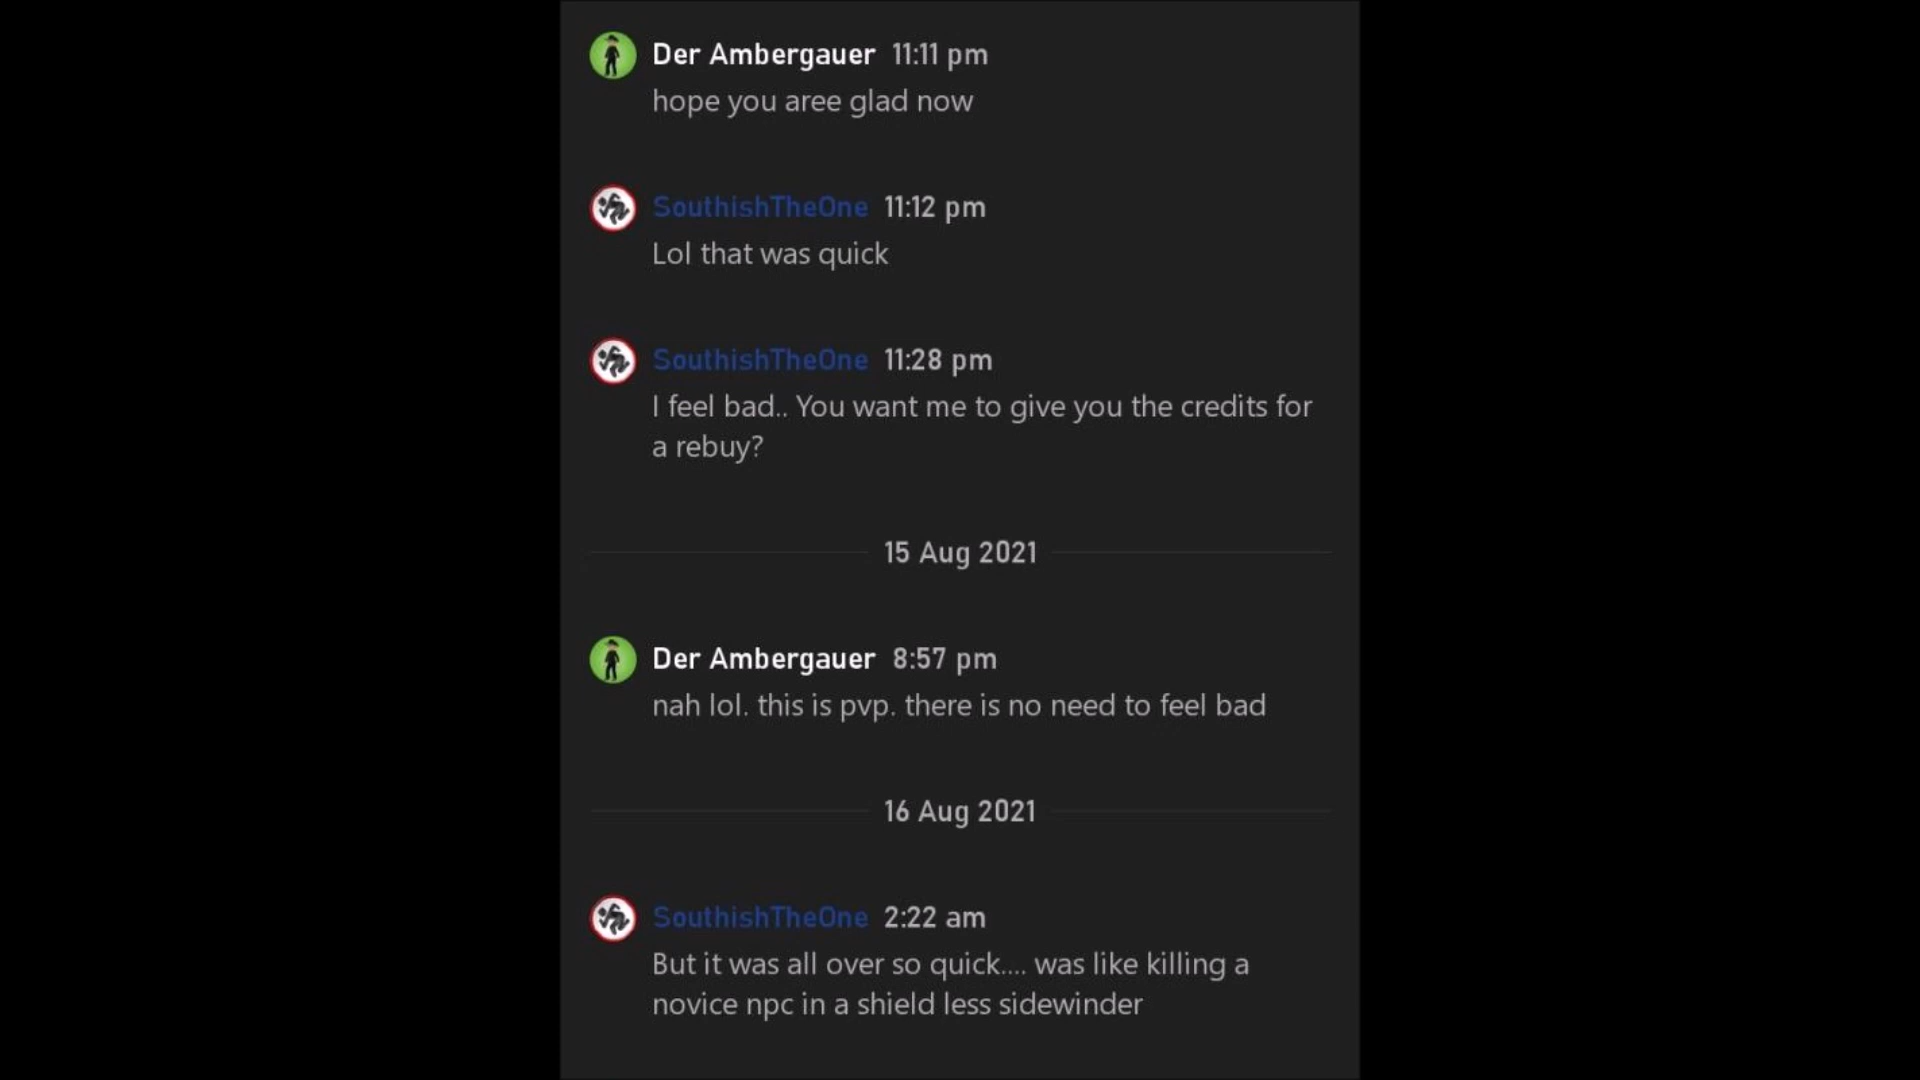 Der Ambergauer 11:11 pm
hope you aree glad now
SouthishTheOne 11:12 pm
Lol that was quick
SouthishTheOne 11:28 pm
I feel bad.. You want me to give you the credits for
a rebuy?
15 Aug 2021
Der Ambergauer 8:57 pm
nah lol. this is pvp. there is no need to feel bad
16 Aug 2021
SouthishTheOne 2:22 am
But it was all over so quick.... was like killing a
novice npc in a shield less sidewinder